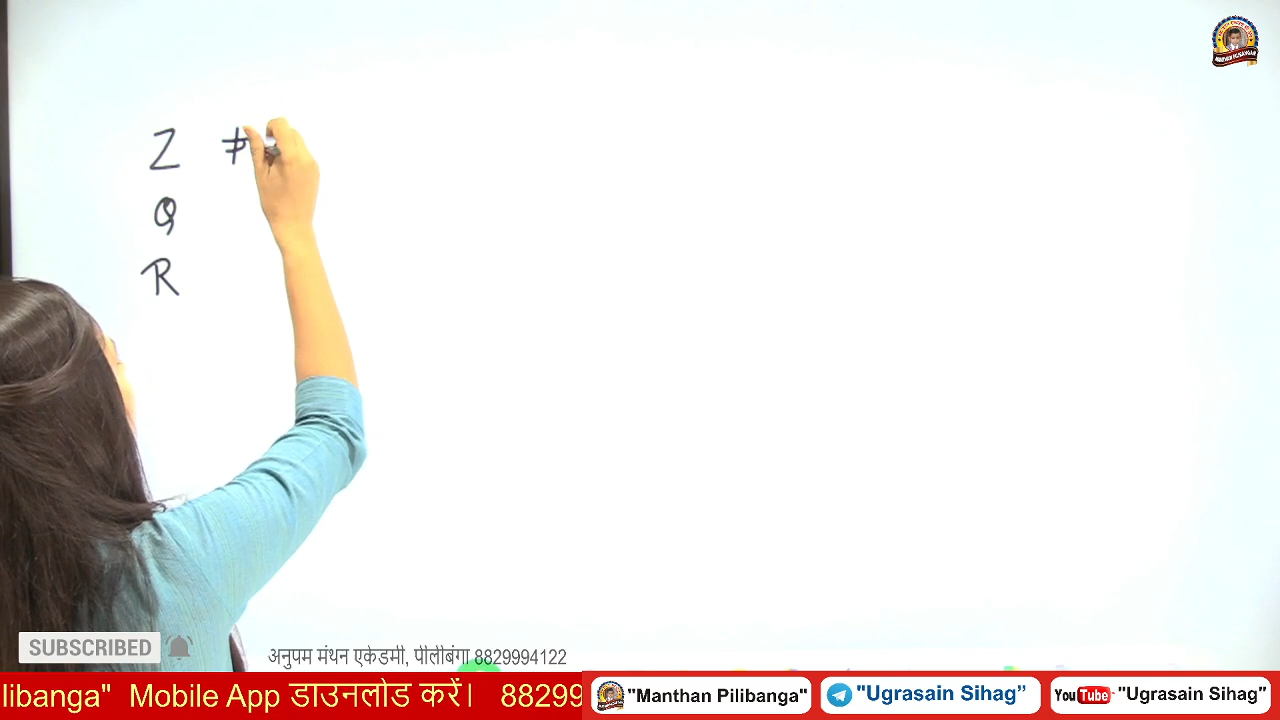 Z ≠
Q
R
SUBSCRIBED
अनुपम मंथन एकेडमी, पीलीबंगा 8829994122
libanga" Mobile App डाउनलोड करें। 88299
"Manthan Pilibanga"
"Ugrasain Sihag”
YouTube "Ugrasain Sihag”